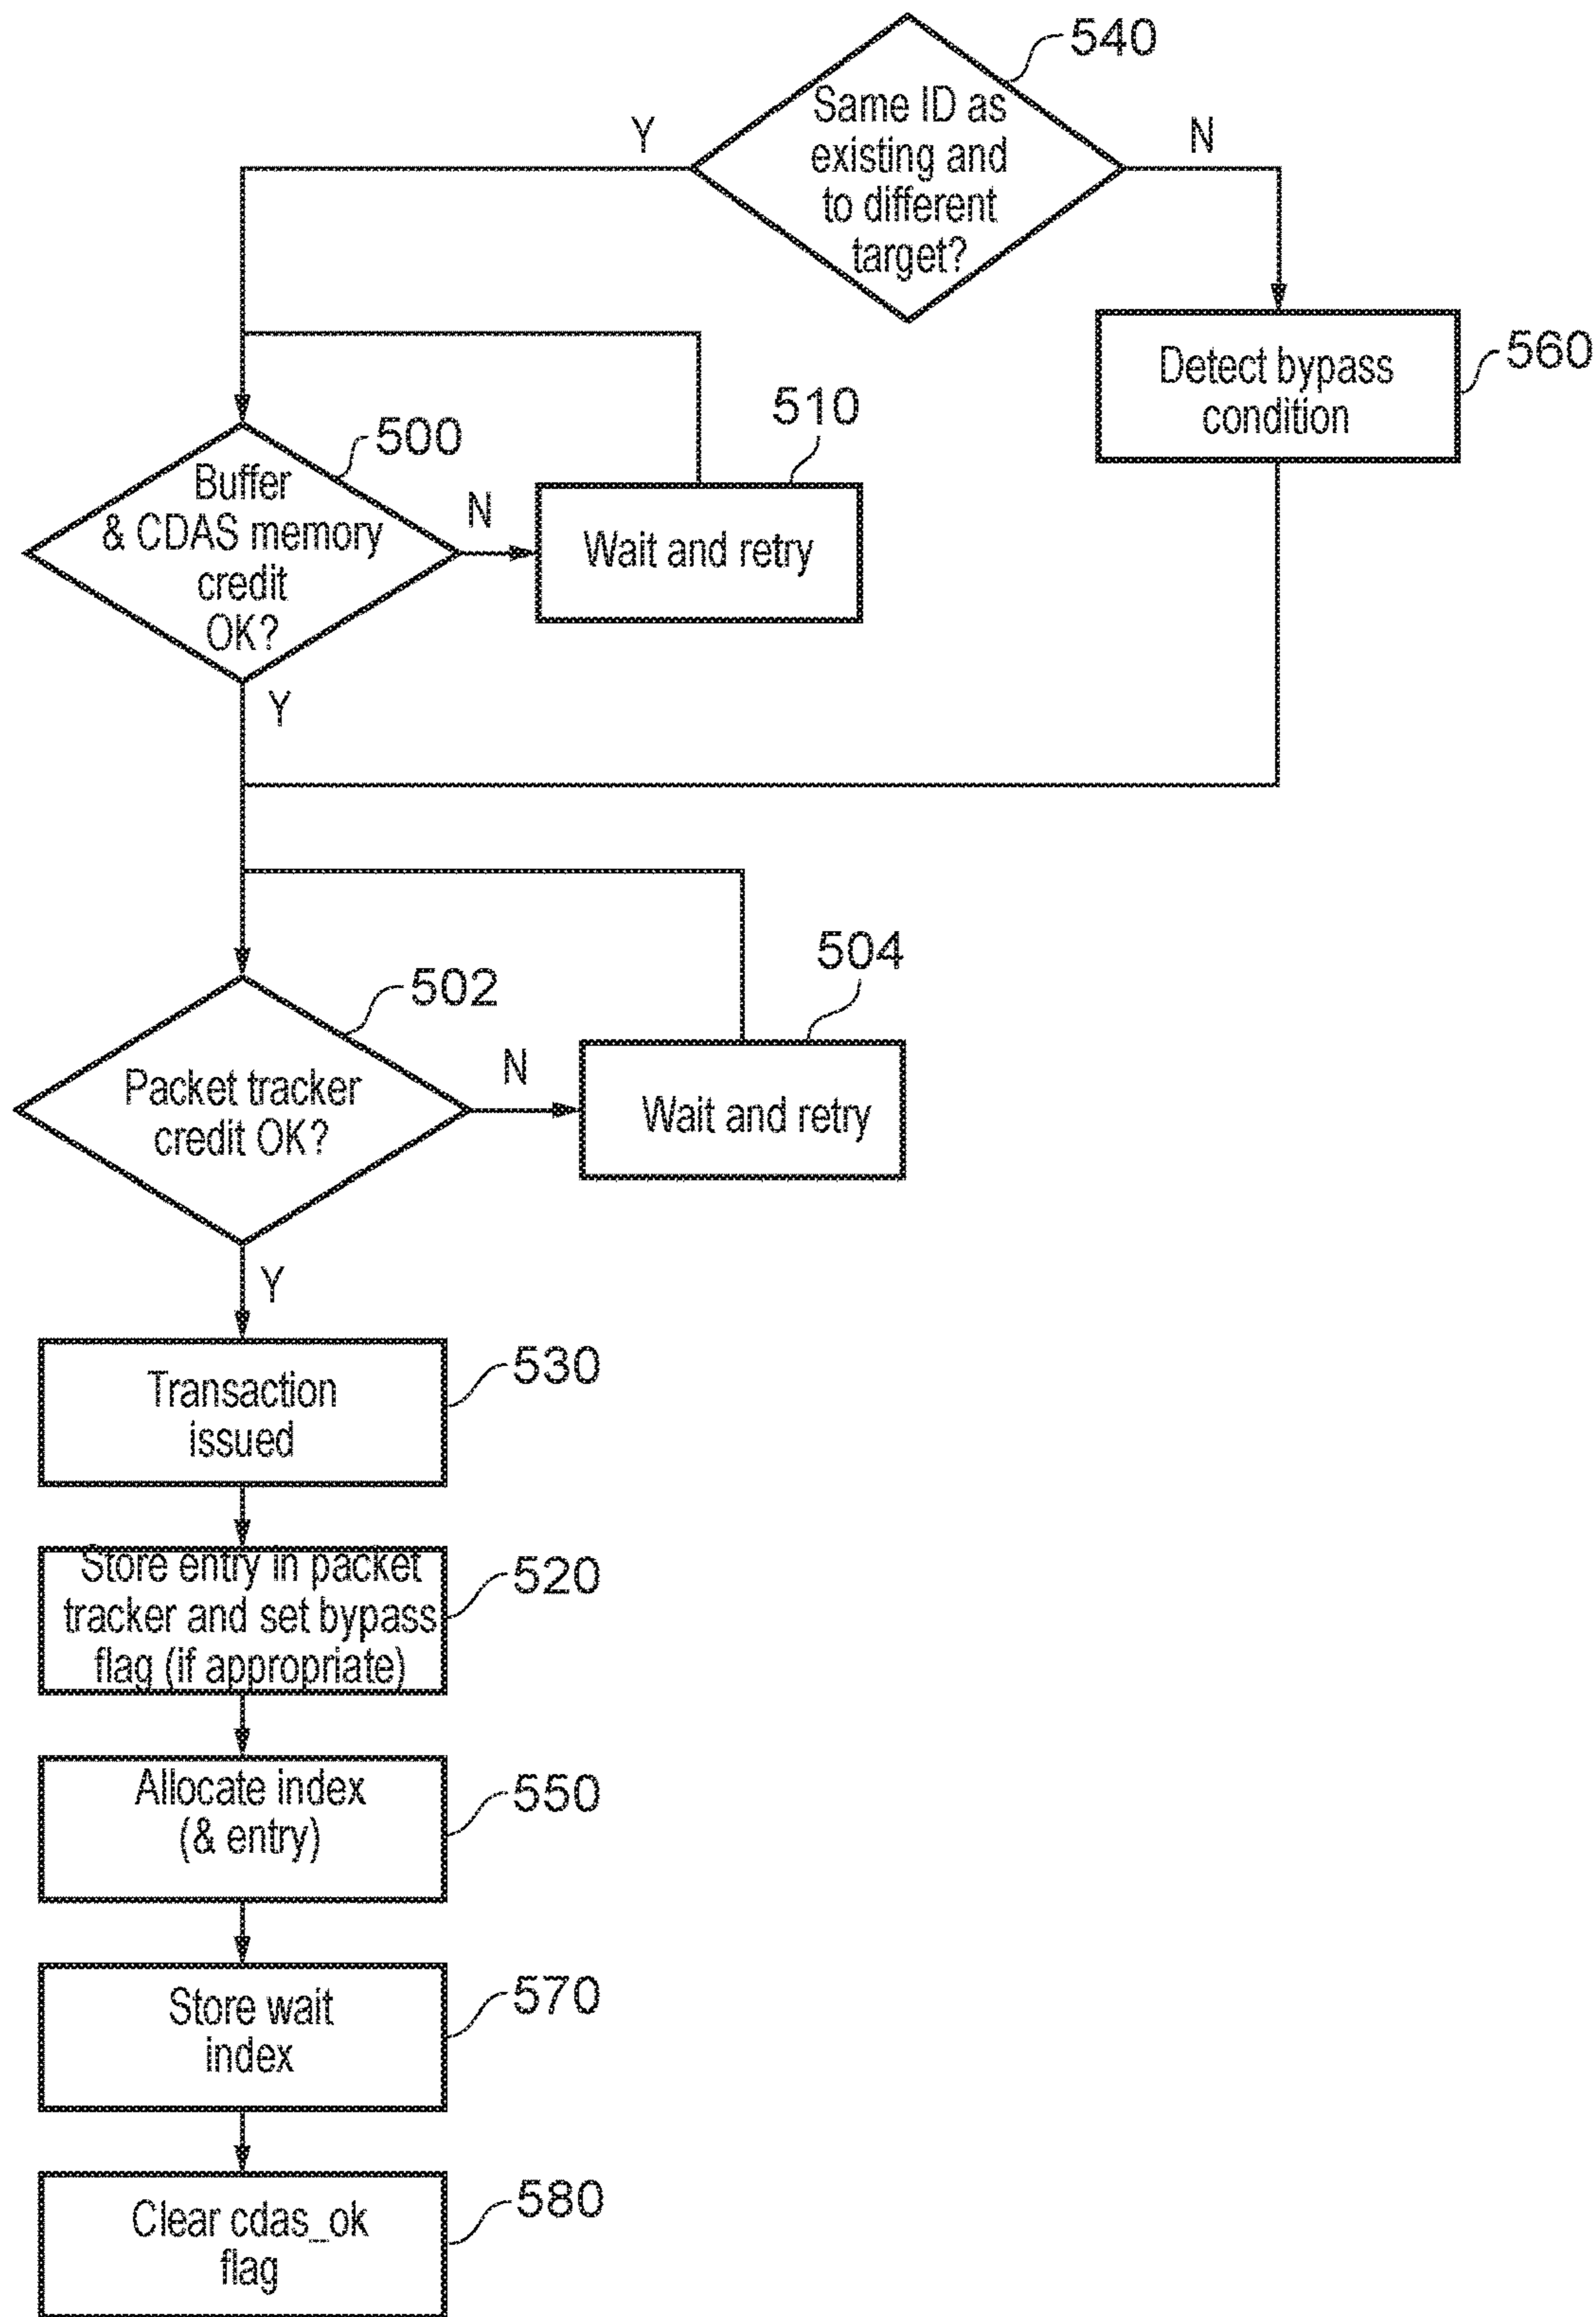 540
Same ID as
existing and
to different
target?
Y
N
Detect bypass
condition
560
500
Buffer
& CDAS memory
credit
OK?
N
510
Wait and retry
Y
502
Packet tracker
credit OK?
N
504
Wait and retry
Y
Transaction
issued
530
Store entry in packet
tracker and set bypass
flag (if appropriate)
520
Allocate index
(& entry)
550
Store wait
index
570
Clear cdas_ok
flag
580